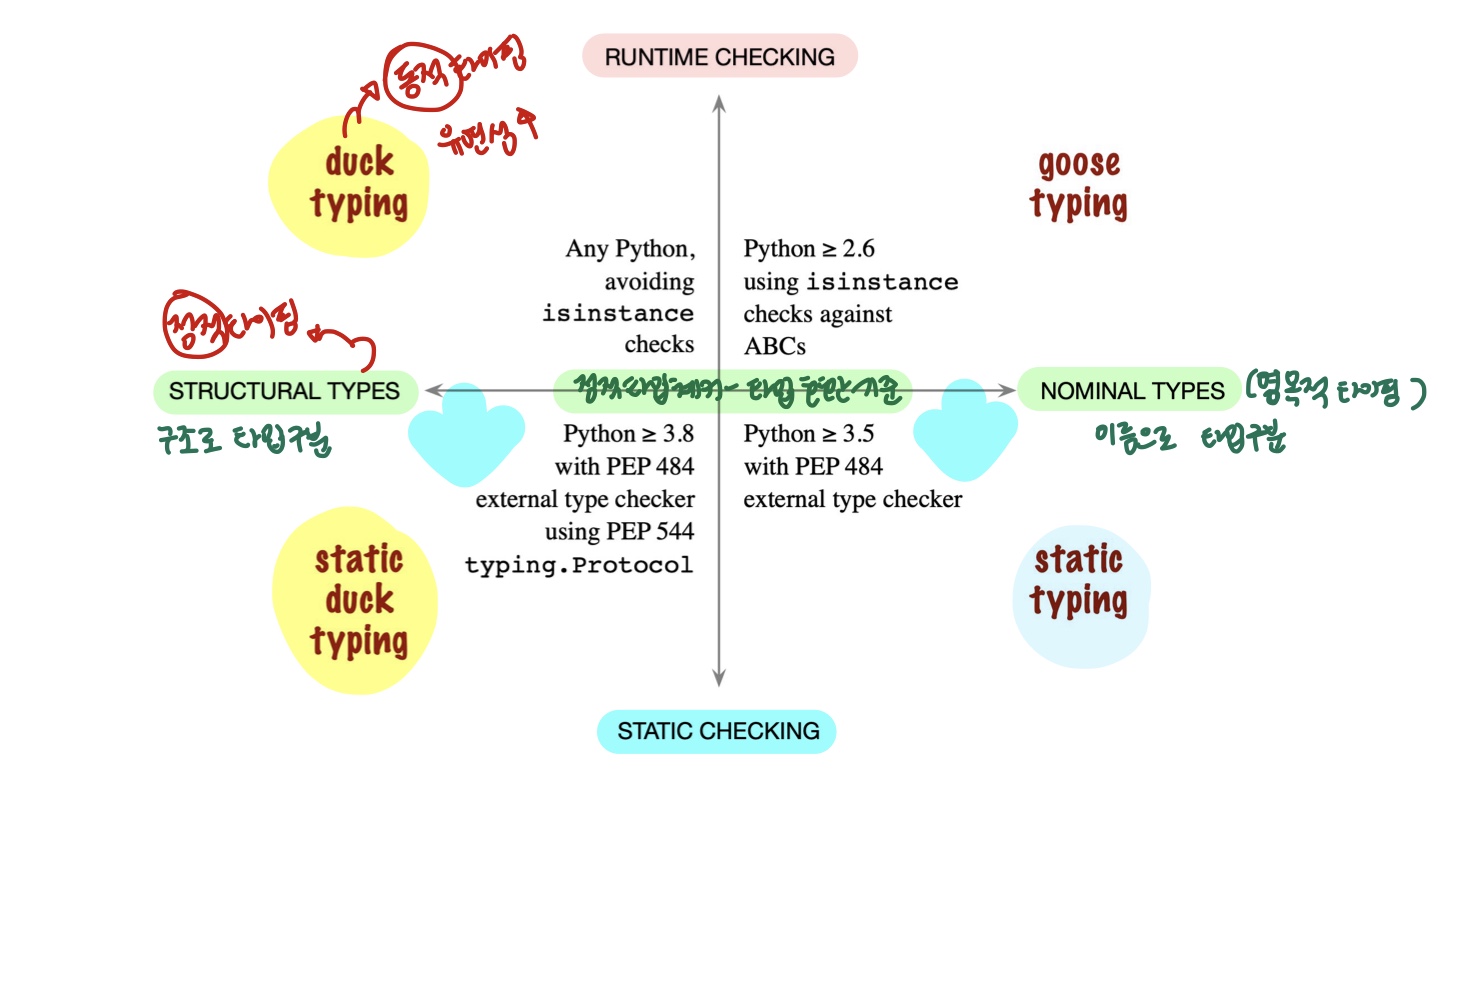 RUNTIME CHECKING
동적 타이핑
유연성↑
duck
typing
goose
typing
Any Python,
avoiding
isinstance
checks
Python ≥ 2.6
using isinstance
checks against
ABCs
정적 타이핑
STRUCTURAL TYPES
구조로 타입구분
정적타입체커- 타입 판단기준
NOMINAL TYPES
(명목적 타이핑)
이름으로 타입구분
Python ≥ 3.8
with PEP 484
external type checker
using PEP 544
typing.Protocol
Python ≥ 3.5
with PEP 484
external type checker
static
duck
typing
static
typing
STATIC CHECKING